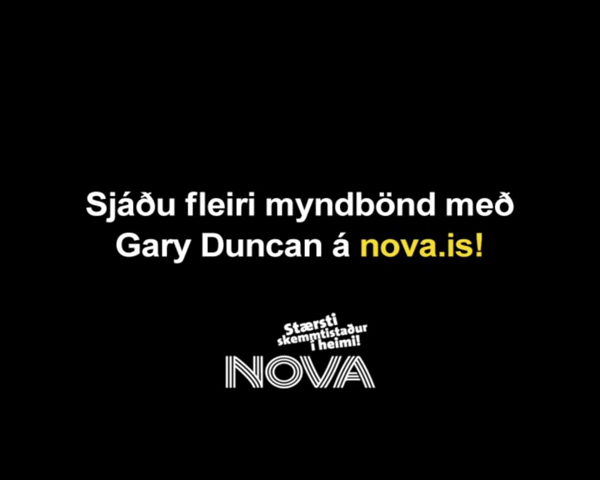 Sjáðu fleiri myndbönd með
Gary Duncan á nova.is!
Stærsti
skemmtistaður
í heimi!
NOVA